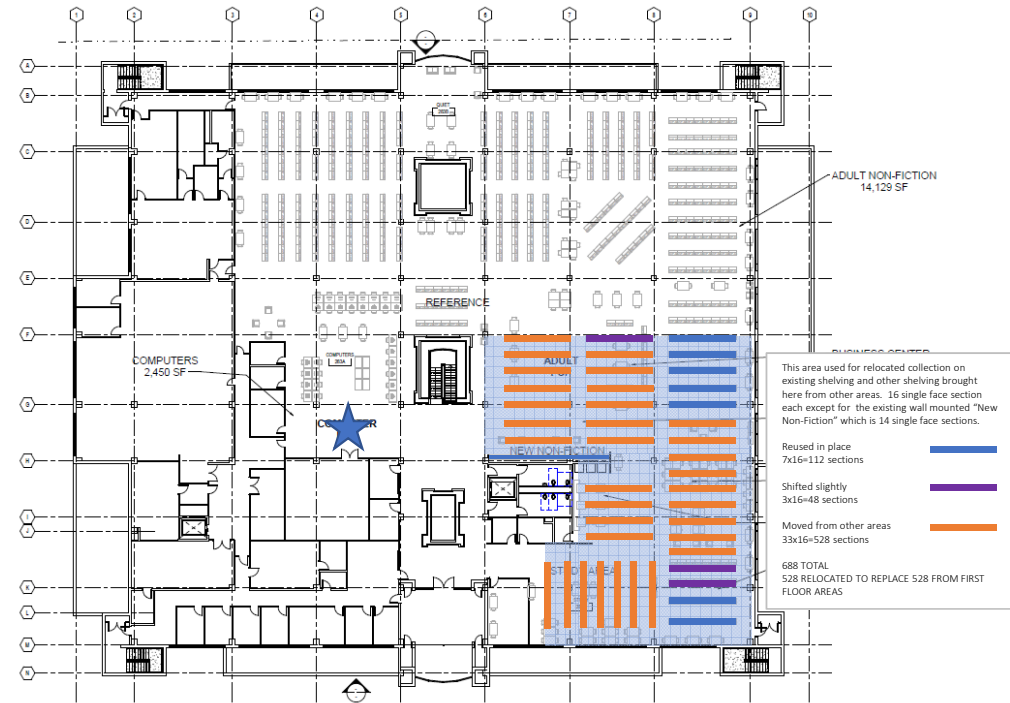 1 2 3 4 5 6 7 8 9 10
A
B
C
D
E
F
G
H
I
J
K
L
M
N
QUIET
ADULT NON-FICTION
14,129 SF
REFERENCE
COMPUTERS
2,450 SF
COMPUTERS
263A
ADULT
NEW NON-FICTION
BUSINESS CENTER
This area used for relocated collection on
existing shelving and other shelving brought
here from other areas. 16 single face section
each except for the existing wall mounted “New
Non-Fiction” which is 14 single face sections.
Reused in place
7x16=112 sections
Shifted slightly
3x16=48 sections
Moved from other areas
33x16=528 sections
688 TOTAL
528 RELOCATED TO REPLACE 528 FROM FIRST
FLOOR AREAS